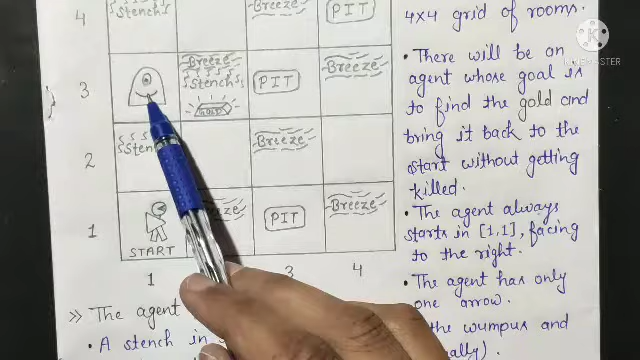 4
Stench
Breeze
PIT
3
Breeze
Stench
GOLD
PIT
Breeze
2
Breeze
1
START
PIT
Breeze
1
3
4
>> The agent
• A stench in
4x4 grid of rooms.
• There will be an
agent whose goal is
to find the gold and
bring it back to the
start without getting
killed.
• The agent always
starts in [1,1], facing
to the right.
• The agent has only
one arrow.
the wumpus and
KINEMASTER